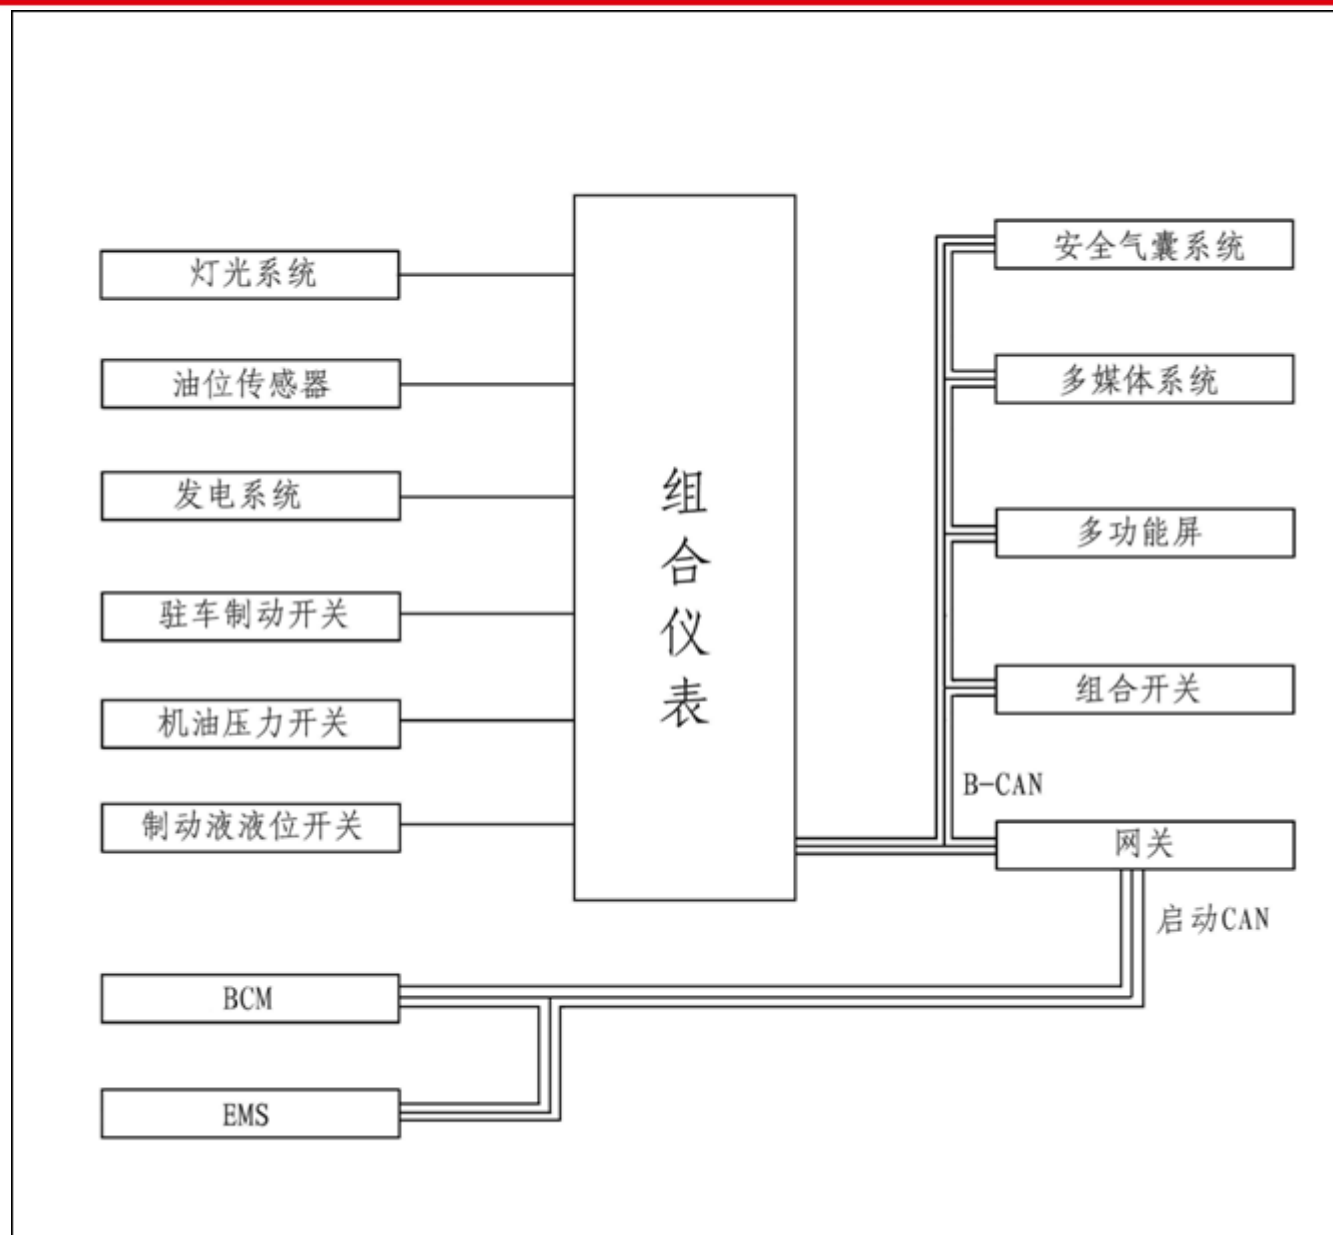 灯光系统
油位传感器
发电系统
驻车制动开关
机油压力开关
制动液液位开关
组合仪表
安全气囊系统
多媒体系统
多功能屏
组合开关
B-CAN
网关
启动CAN
BCM
EMS